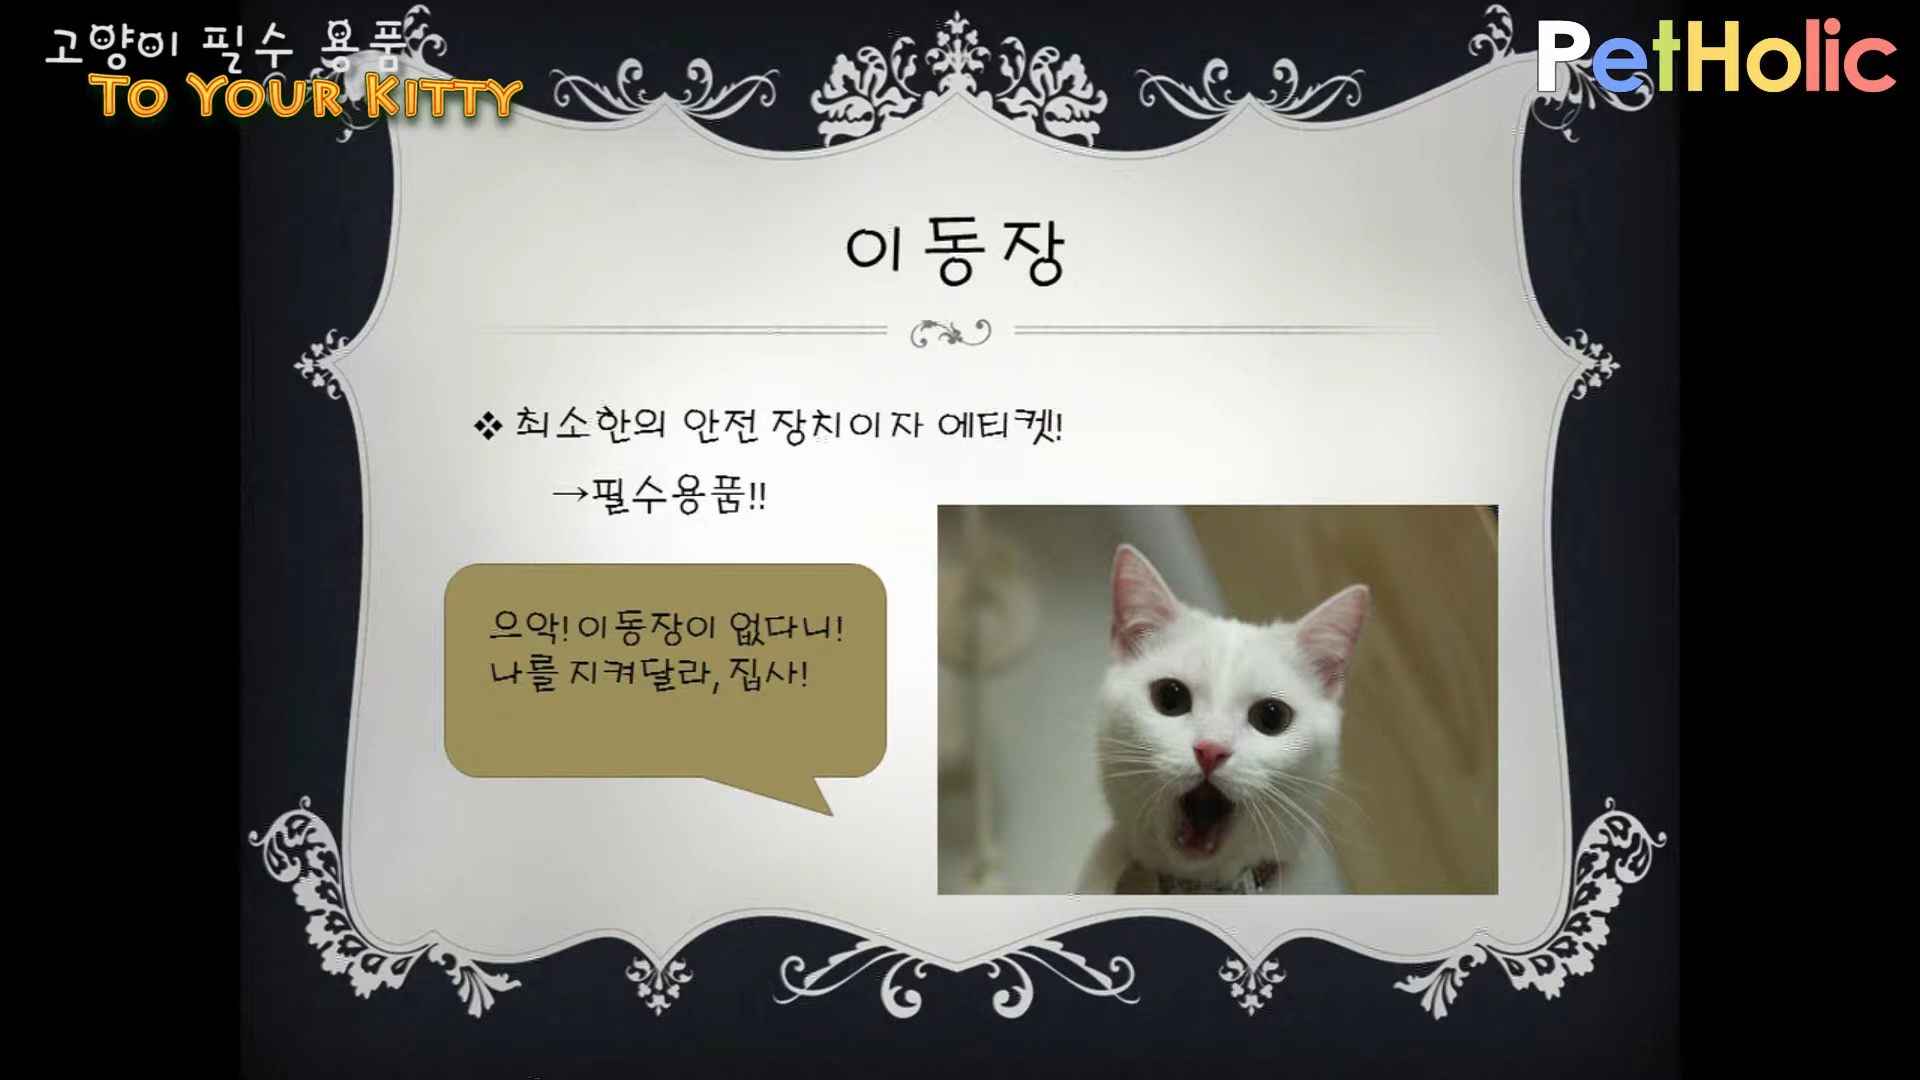 고양이 필수 용품
TO YOUR KITTY
PetHolic
이동장
❖ 최소한의 안전 장치이자 에티켓!
→필수용품!!
으악! 이동장이 없다니!
나를 지켜달라, 집사!